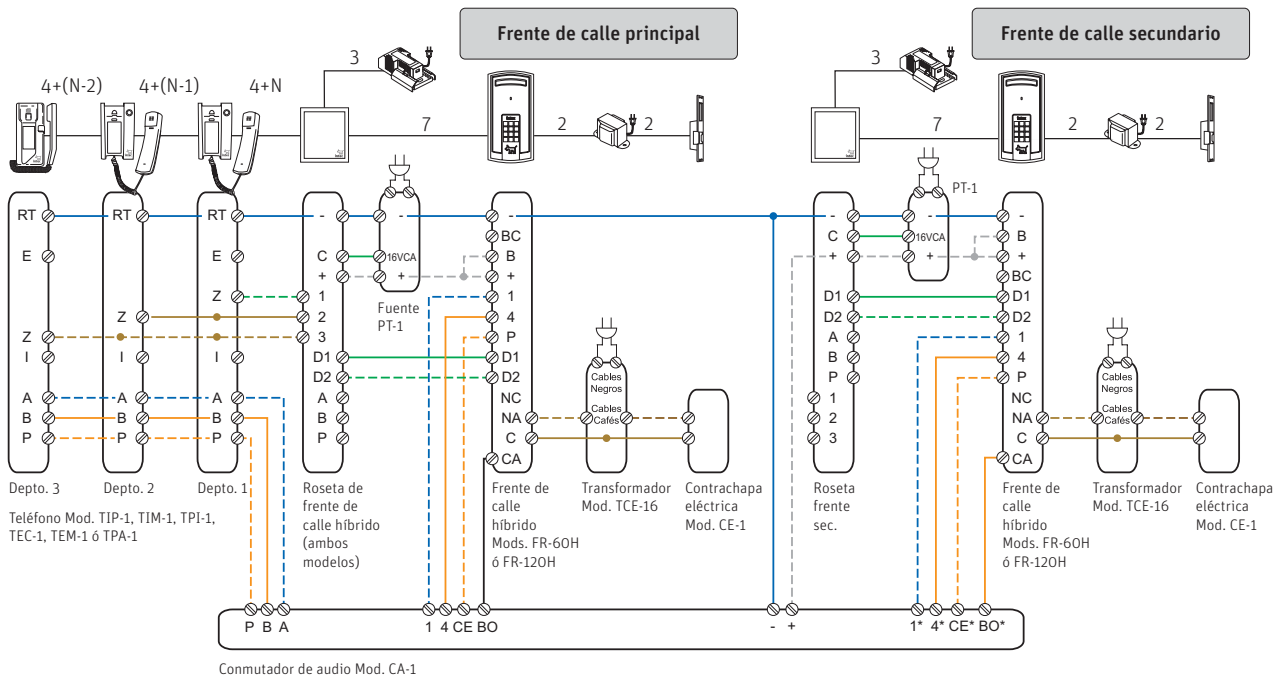 Frente de calle principal
Frente de calle secundario
3
3
4+(N-2)
4+(N-1)
4+N
7
2
2
7
2
2
PT-1
RT
RT
RT
-
-
-
-
-
-
BC
B
E
E
C
16VCA
B
C
16VCA
+
+
+
+
+
+
BC
Z
1
1
D1
D1
Fuente
PT-1
Z
2
4
D2
D2
Z
3
P
A
1
I
I
I
D1
D1
B
4
D2
D2
P
P
Cables
Negros
Cables
Negros
A
A
A
A
NC
1
NC
B
B
B
B
NA
Cables
Cafés
2
NA
Cables
Cafés
P
P
P
P
C
3
C
CA
CA
Depto. 3
Depto. 2
Depto. 1
Teléfono Mod. TIP-1, TIM-1, TPI-1,
TEC-1, TEM-1 ó TPA-1
Roseta de
frente de
calle híbrido
(ambos
modelos)
Frente de
calle
híbrido
Mods. FR-60H
ó FR-120H
Transformador
Mod. TCE-16
Contrachapa
eléctrica
Mod. CE-1
Roseta
frente
sec.
Frente de
calle
híbrido
Mods. FR-60H
ó FR-120H
Transformador
Mod. TCE-16
Contrachapa
eléctrica
Mod. CE-1
P B A
1 4 CE BO
- +
1* 4* CE* BO*
Conmutador de audio Mod. CA-1